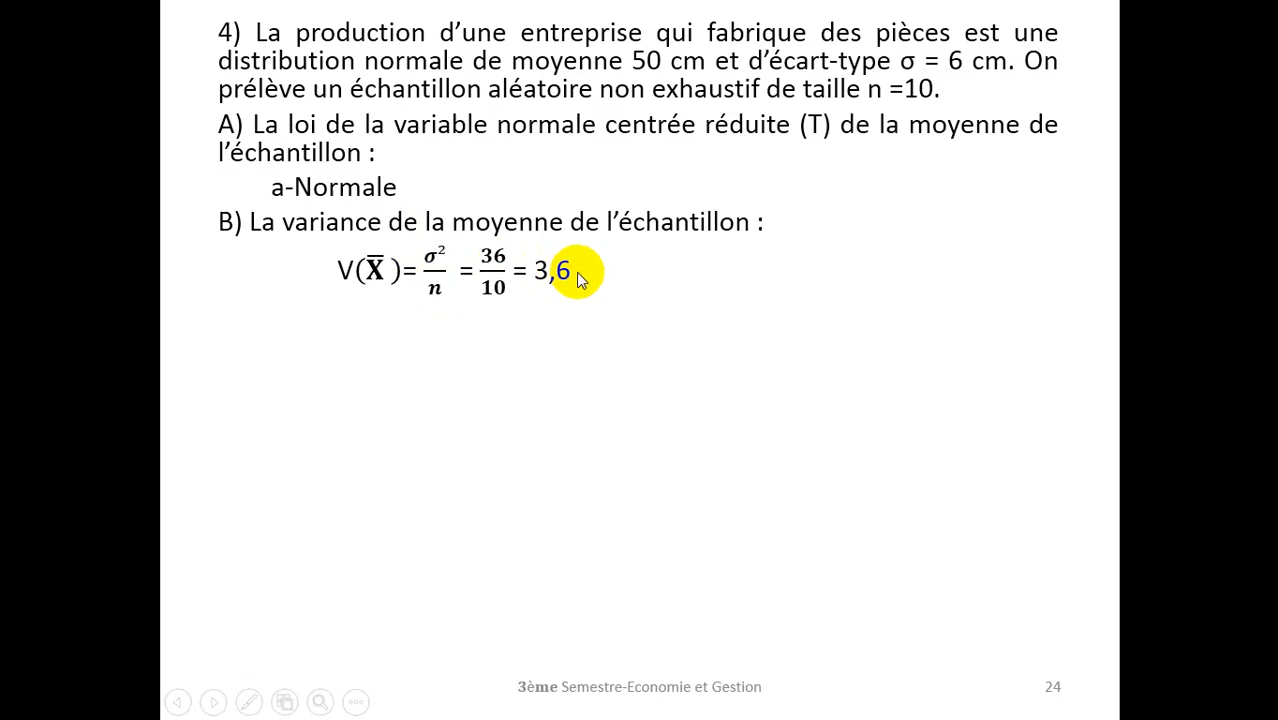 4) La production d’une entreprise qui fabrique des pièces est une
distribution normale de moyenne 50 cm et d’écart-type σ = 6 cm. On
prélève un échantillon aléatoire non exhaustif de taille n =10.
A) La loi de la variable normale centrée réduite (T) de la moyenne de
l’échantillon :
a-Normale
B) La variance de la moyenne de l’échantillon :
V(X̅ )= σ²/n = 36/10 = 3,6
3ème Semestre-Economie et Gestion 24